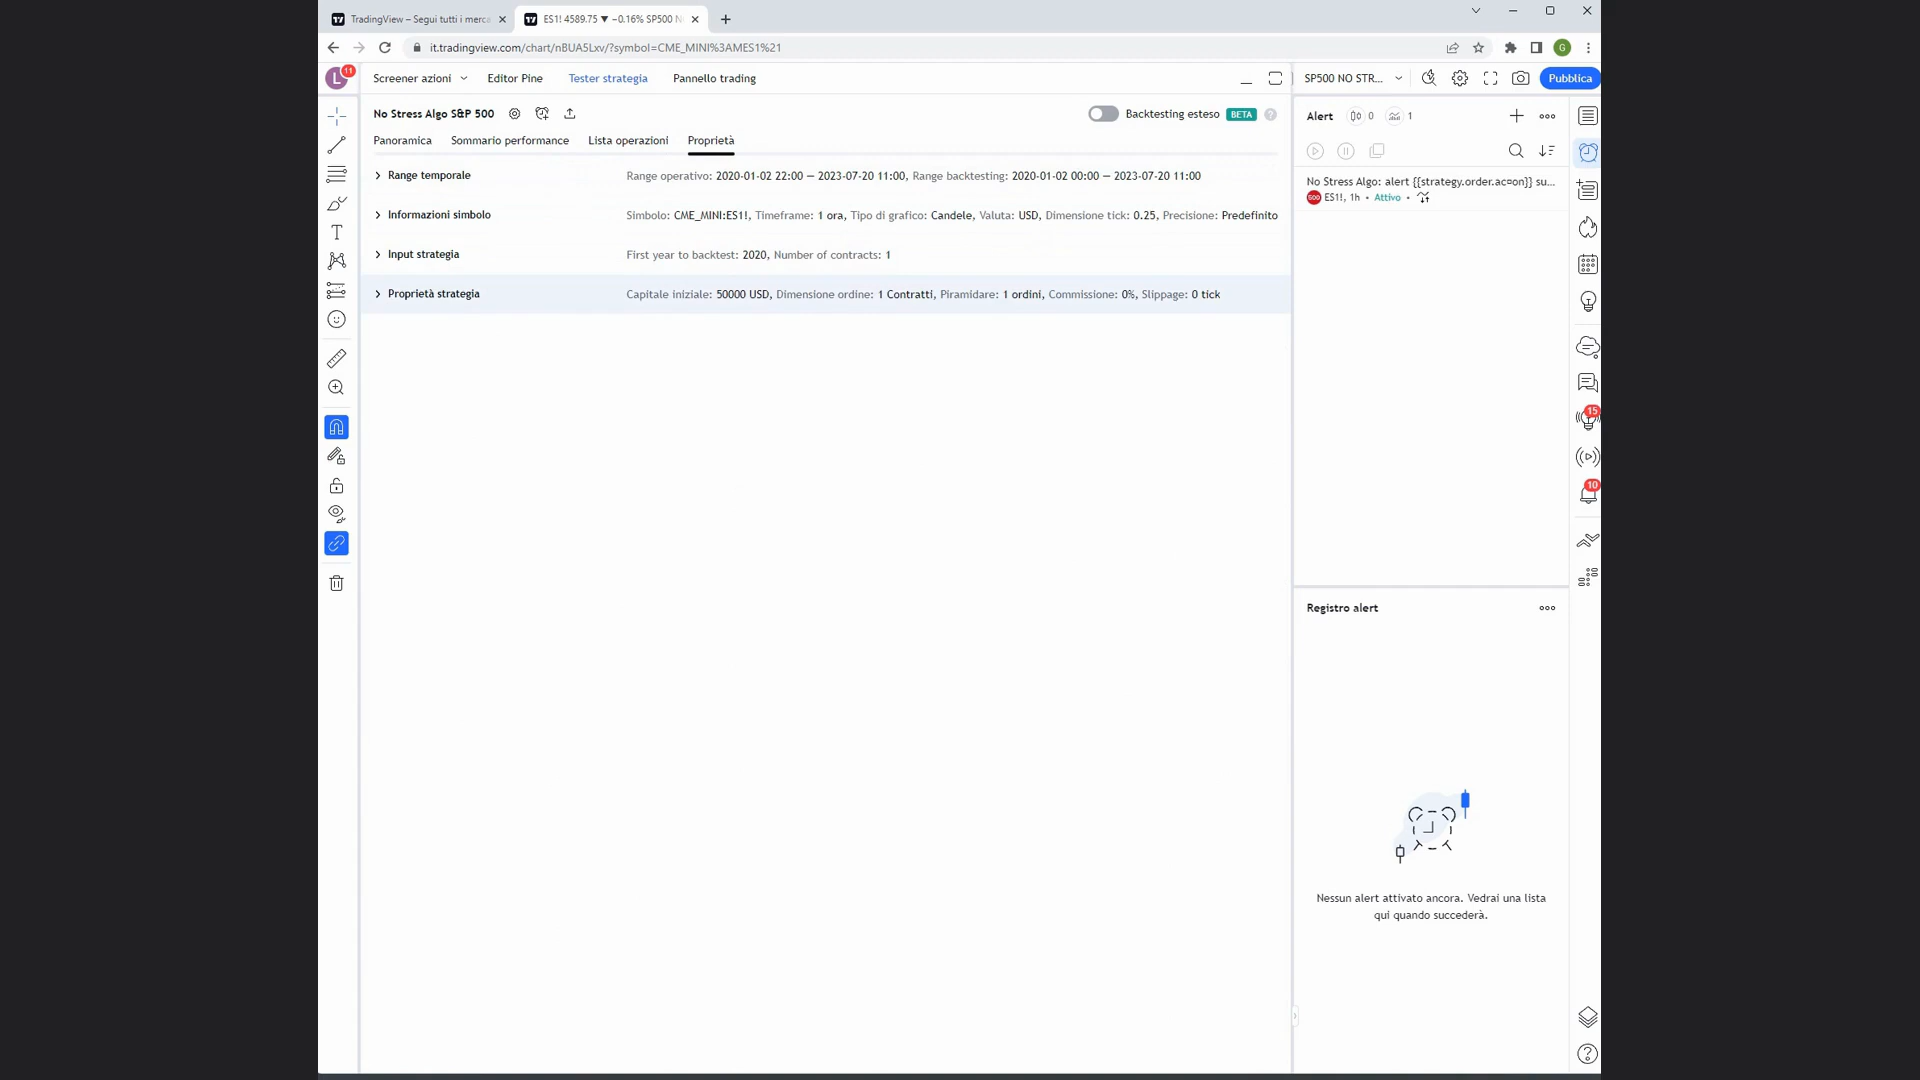 TradingView – Segui tutti i merca
ES1! 4589.75 ▼ −0.16% SP500 N
it.tradingview.com/chart/nBUA5Lxv/?symbol=CME_MINI%3AMES1%21
G
L
11
Screener azioni
Editor Pine
Tester strategia
Pannello trading
SP500 NO STR...
Pubblica
No Stress Algo S&P 500
Backtesting esteso
BETA
Panoramica
Sommario performance
Lista operazioni
Proprietà
Range temporale
Range operativo: 2020-01-02 22:00 — 2023-07-20 11:00, Range backtesting: 2020-01-02 00:00 — 2023-07-20 11:00
Informazioni simbolo
Simbolo: CME_MINI:ES1!, Timeframe: 1 ora, Tipo di grafico: Candele, Valuta: USD, Dimensione tick: 0.25, Precisione: Predefinito
Input strategia
First year to backtest: 2020, Number of contracts: 1
Proprietà strategia
Capitale iniziale: 50000 USD, Dimensione ordine: 1 Contratti, Piramidare: 1 ordini, Commissione: 0%, Slippage: 0 tick
Alert
0
1
No Stress Algo: alert {{strategy.order.ac¤on}} su...
500 ES1!, 1h • Attivo •
15
10
Registro alert
Nessun alert attivato ancora. Vedrai una lista
qui quando succederà.